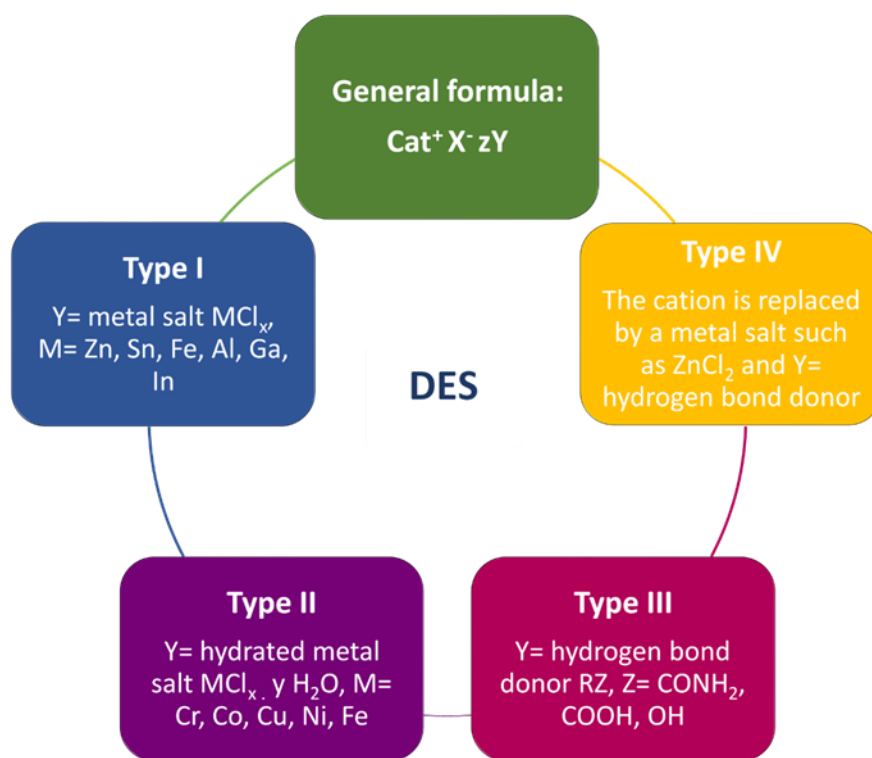 General formula:
Cat⁺ X⁻ zY
Type I
Y= metal salt MClₓ,
M= Zn, Sn, Fe, Al, Ga,
In
Type IV
The cation is replaced
by a metal salt such
as ZnCl₂ and Y=
hydrogen bond donor
DES
Type II
Y= hydrated metal
salt MClₓ. y H₂O, M=
Cr, Co, Cu, Ni, Fe
Type III
Y= hydrogen bond
donor RZ, Z= CONH₂,
COOH, OH